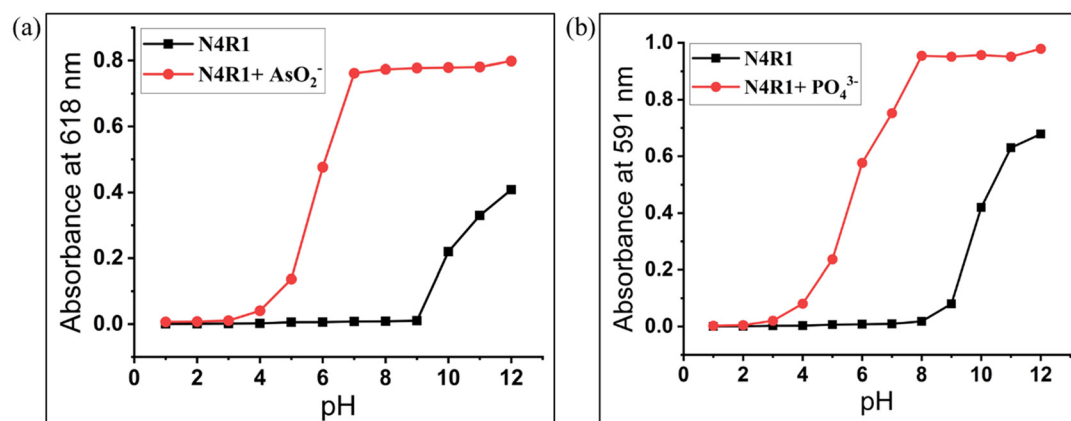 (a)
N4R1
N4R1+ AsO₂⁻
Absorbance at 618 nm
0.8
0.6
0.4
0.2
0.0
0 2 4 6 8 10 12
pH
(b)
N4R1
N4R1+ PO₄³⁻
Absorbance at 591 nm
1.0
0.8
0.6
0.4
0.2
0.0
0 2 4 6 8 10 12
pH